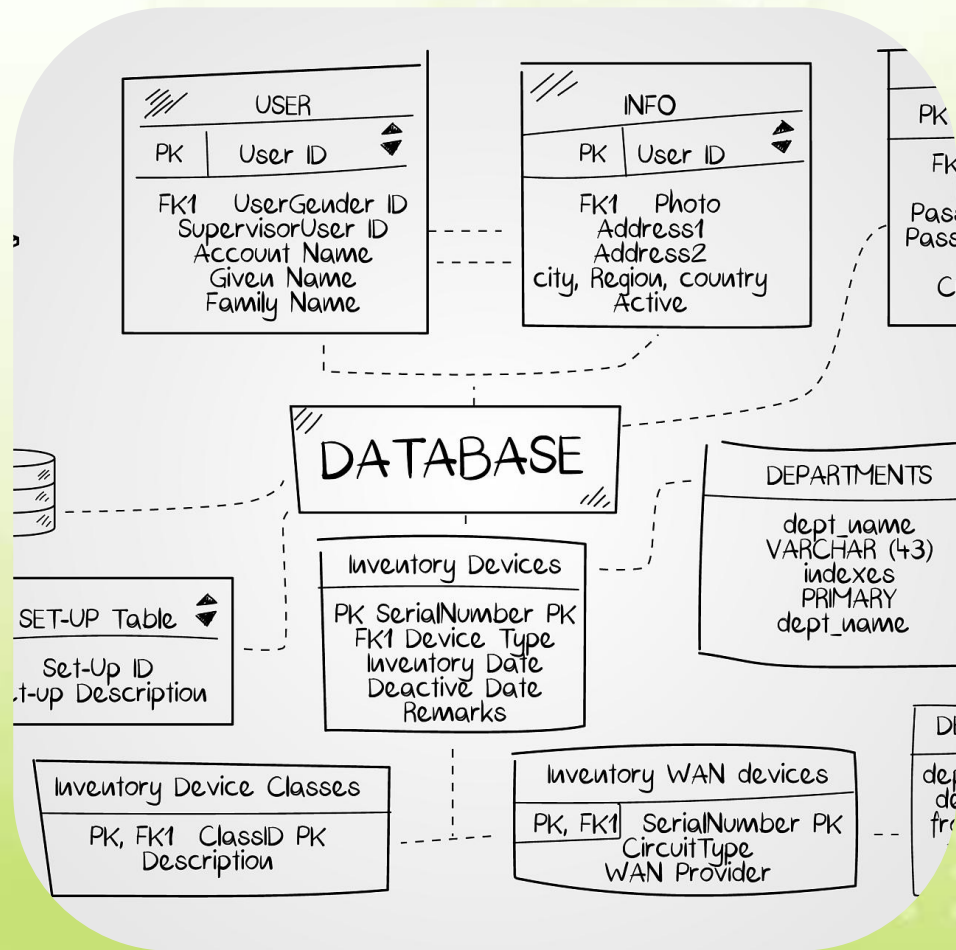 USER
PK User ID
FK1 UserGender ID
SupervisorUser ID
Account Name
Given Name
Family Name
INFO
PK User ID
FK1 Photo
Address1
Address2
city, Region, country
Active
PK
DATABASE
DEPARTMENTS
dept_name
VARCHAR (43)
indexes
PRIMARY
dept_name
Inventory Devices
PK SerialNumber PK
FK1 Device Type
Inventory Date
Deactive Date
Remarks
SET-UP Table
Set-Up ID
t-up Description
Inventory Device Classes
PK, FK1 ClassID PK
Description
Inventory WAN devices
PK, FK1 SerialNumber PK
CircuitType
WAN Provider